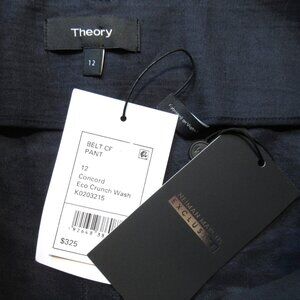 Theory
12
BELT CF
PANT
12
Concord
Eco Crunch Wash
K0203215
$325
NEIMAN MARCUS
EXCLUSIVE